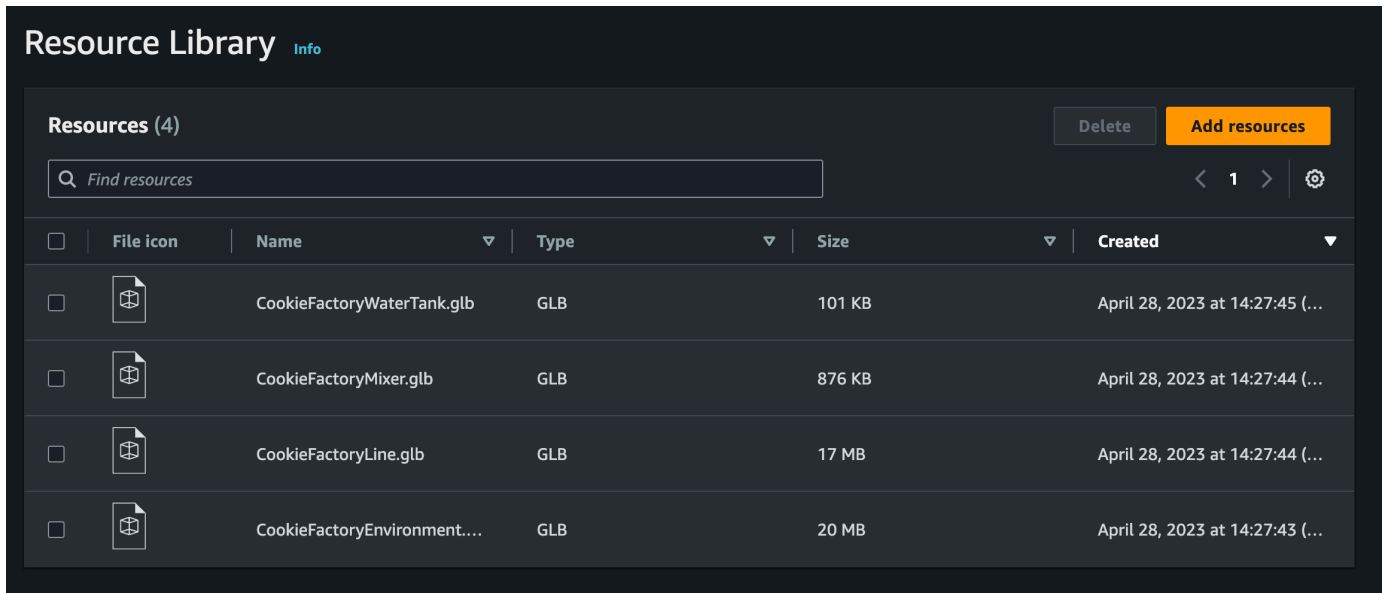 Resource Library Info
Resources (4)
Delete
Add resources
Find resources
1
File icon Name Type Size Created
CookieFactoryWaterTank.glb GLB 101 KB April 28, 2023 at 14:27:45 (...
CookieFactoryMixer.glb GLB 876 KB April 28, 2023 at 14:27:44 (...
CookieFactoryLine.glb GLB 17 MB April 28, 2023 at 14:27:44 (...
CookieFactoryEnvironment.... GLB 20 MB April 28, 2023 at 14:27:43 (...